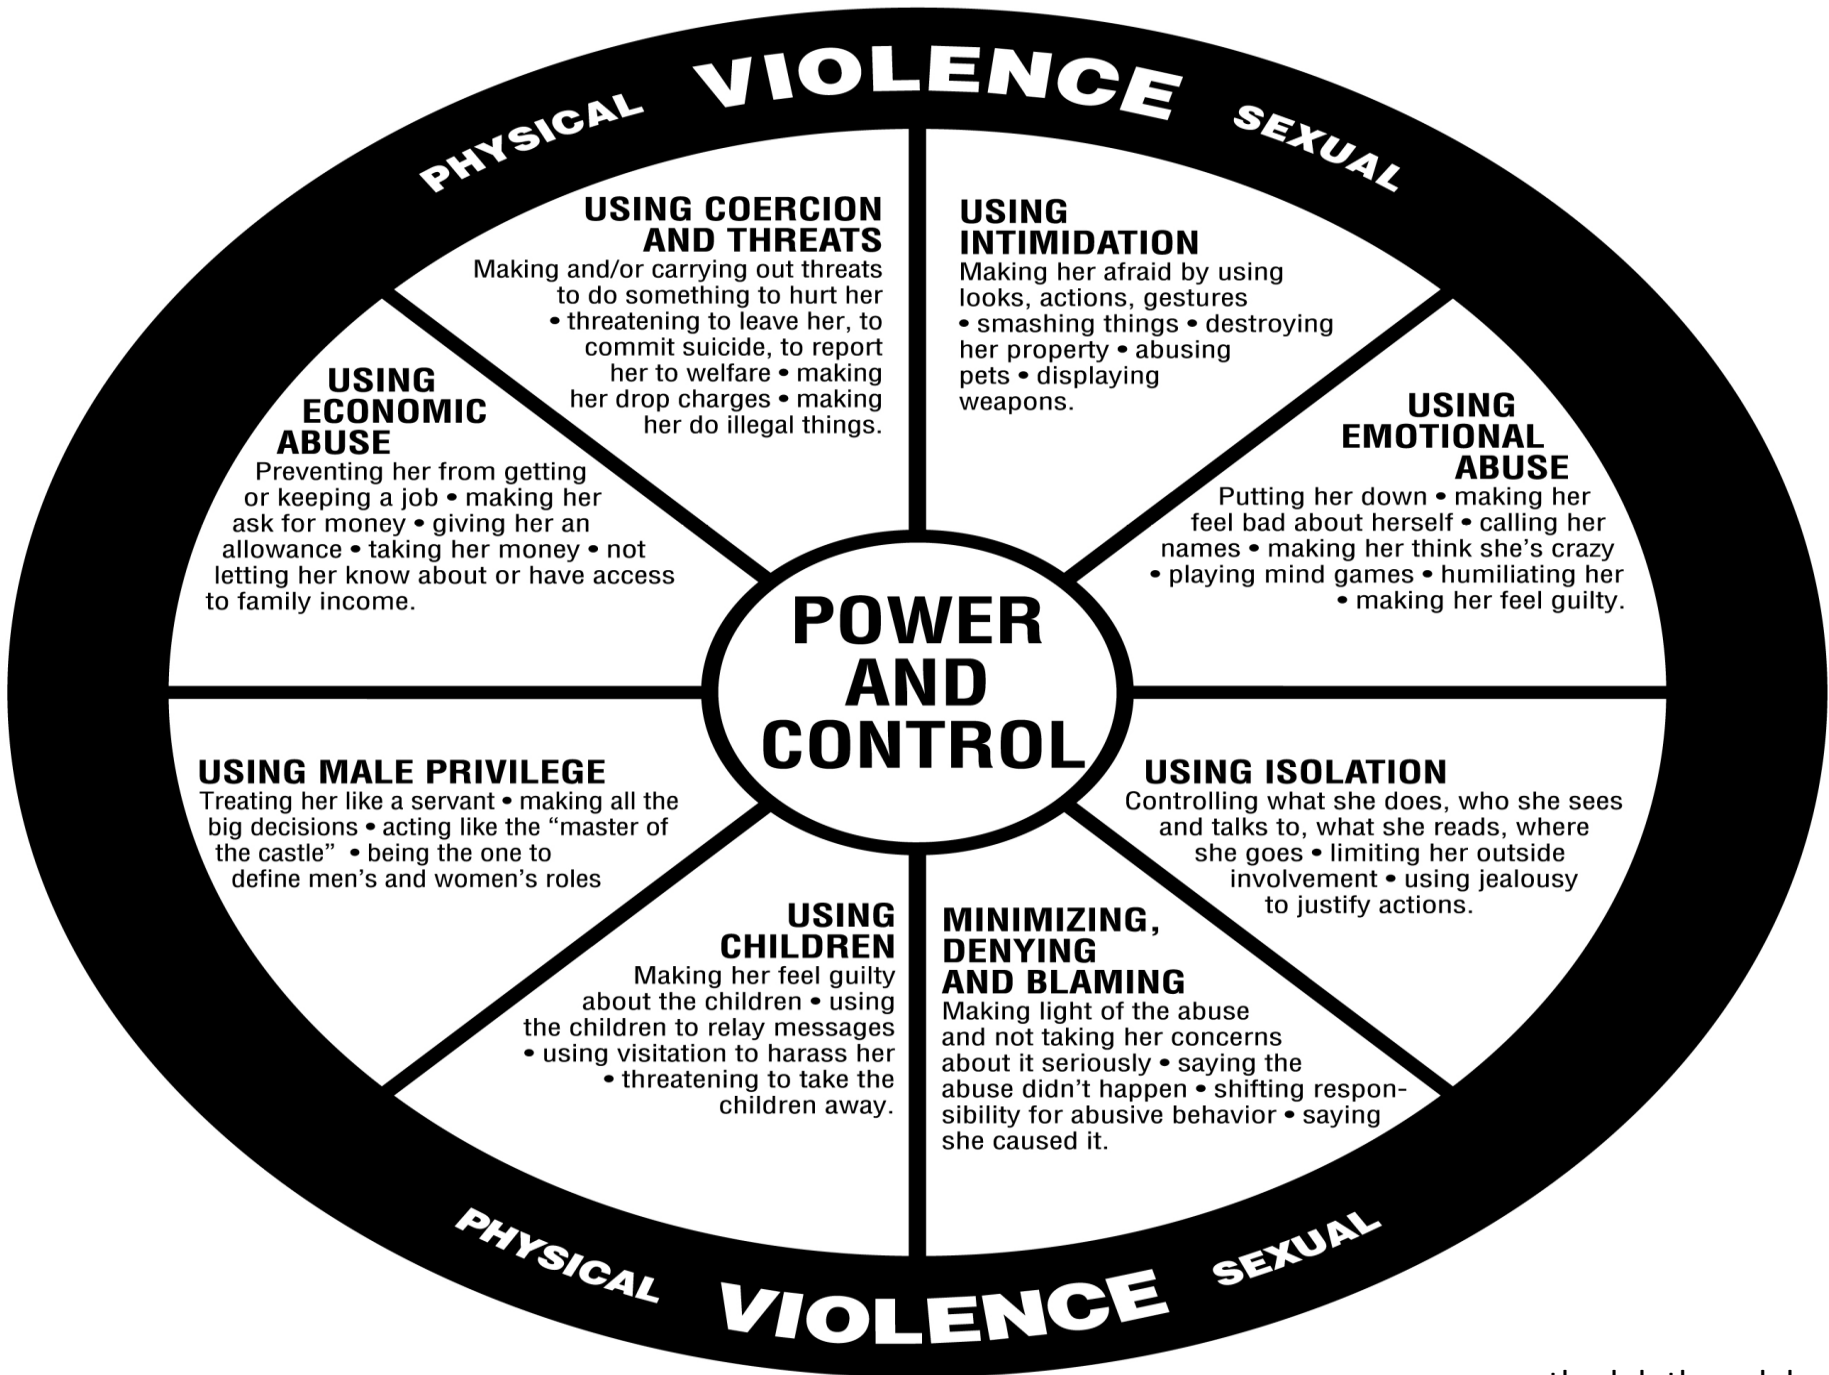 PHYSICAL VIOLENCE SEXUAL
USING COERCION
AND THREATS
Making and/or carrying out threats
to do something to hurt her
• threatening to leave her, to
commit suicide, to report
her to welfare • making
her drop charges • making
her do illegal things.
USING
INTIMIDATION
Making her afraid by using
looks, actions, gestures
• smashing things • destroying
her property • abusing
pets • displaying
weapons.
USING
EMOTIONAL
ABUSE
Putting her down • making her
feel bad about herself • calling her
names • making her think she's crazy
• playing mind games • humiliating her
• making her feel guilty.
USING ISOLATION
Controlling what she does, who she sees
and talks to, what she reads, where
she goes • limiting her outside
involvement • using jealousy
to justify actions.
MINIMIZING,
DENYING
AND BLAMING
Making light of the abuse
and not taking her concerns
about it seriously • saying the
abuse didn't happen • shifting respon-
sibility for abusive behavior • saying
she caused it.
USING
CHILDREN
Making her feel guilty
about the children • using
the children to relay messages
• using visitation to harass her
• threatening to take the
children away.
USING MALE PRIVILEGE
Treating her like a servant • making all the
big decisions • acting like the “master of
the castle” • being the one to
define men's and women's roles
USING
ECONOMIC
ABUSE
Preventing her from getting
or keeping a job • making her
ask for money • giving her an
allowance • taking her money • not
letting her know about or have access
to family income.
POWER
AND
CONTROL
PHYSICAL VIOLENCE SEXUAL